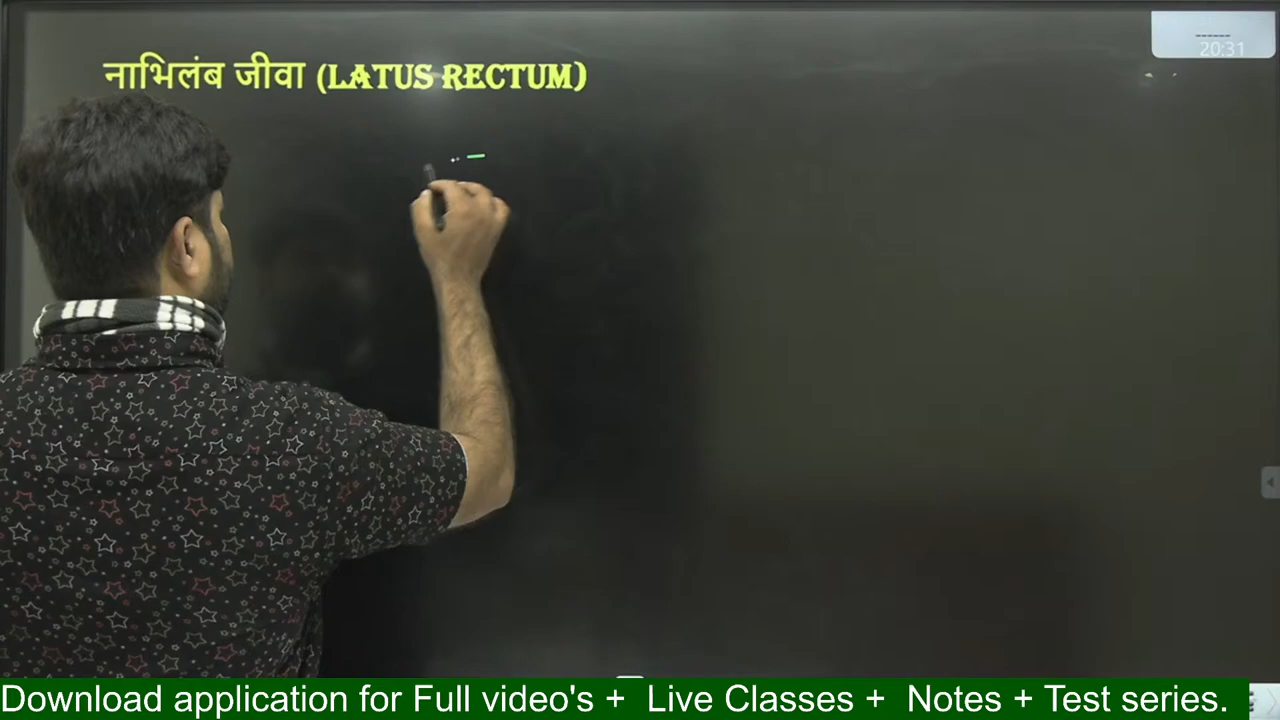 नाभिलंब जीवा (LATUS RECTUM)
20:31
Download application for Full video's + Live Classes + Notes + Test series.